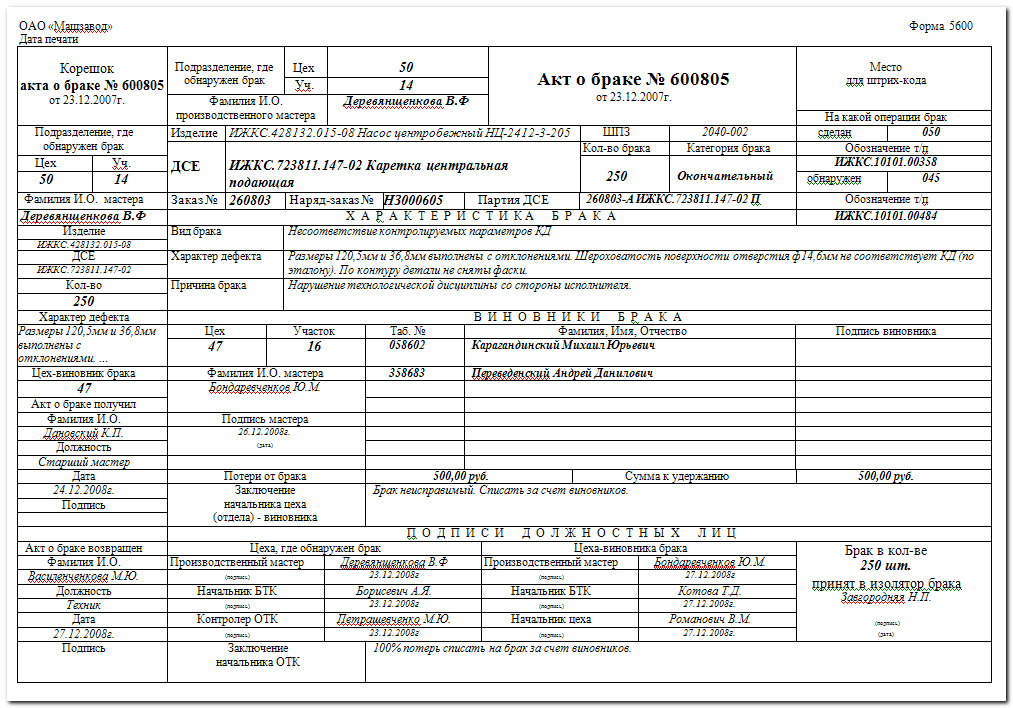 ОАО «Машзавод»
Форма 5600
Дата печати
Корешок
акта о браке № 600805
от 23.12.2007г.
Подразделение, где
обнаружен брак
Цех
50
Уч.
14
Фамилия И.О.
производственного мастера
Деревянщенкова В.Ф
Акт о браке № 600805
от 23.12.2007г.
Место
для штрих-кода
На какой операции брак
Подразделение, где
обнаружен брак
Цех
Уч.
50
14
Изделие
ИЖКС.428132.015-08 Насос центробежный НЦ-2412-3-205
ШПЗ
2040-002
сделан
050
ДСЕ
ИЖКС.723811.147-02 Каретка центральная
подающая
Кол-во брака
Категория брака
250
Окончательный
Обозначение т/п
ИЖКС.10101.00358
обнаружен
045
Фамилия И.О. мастера
Деревянщенкова В.Ф
Заказ №
260803
Наряд-заказ №
Н3000605
Партия ДСЕ
260803-А ИЖКС.723811.147-02 П
Обозначение т/п
ИЖКС.10101.00484
ХАРАКТЕРИСТИКА БРАКА
Изделие
ИЖКС.428132.015-08
Вид брака
Несоответствие контролируемых параметров КД
ДСЕ
ИЖКС.723811.147-02
Характер дефекта
Размеры 120,5мм и 36,8мм выполнены с отклонениями. Шероховатость поверхности отверстия ф14,6мм не соответствует КД (по
эталону). По контуру детали не сняты фаски.
Кол-во
250
Причина брака
Нарушение технологической дисциплины со стороны исполнителя.
Характер дефекта
Размеры 120,5мм и 36,8мм
выполнены с
отклонениями. ...
ВИНОВНИКИ БРАКА
Цех
Участок
Таб. №
Фамилия, Имя, Отчество
Подпись виновника
47
16
058602
Карагандинский Михаил Юрьевич
Цех-виновник брака
47
Фамилия И.О. мастера
Бондаревченков Ю.М.
358683
Переведенский Андрей Данилович
Акт о браке получил
Фамилия И.О.
Дановский К.П.
Должность
Старший мастер
Подпись мастера
26.12.2008г.
(дата)
Дата
24.12.2008г.
Подпись
Потери от брака
500,00 руб.
Сумма к удержанию
500,00 руб.
Заключение
начальника цеха
(отдела) - виновника
Брак неисправимый. Списать за счет виновников.
ПОДПИСИ ДОЛЖНОСТНЫХ ЛИЦ
Акт о браке возвращен
Цеха, где обнаружен брак
Цеха-виновника брака
Брак в кол-ве
250 шт.
принят в изолятор брака
Завгородняя Н.П.
(подпись)
(дата)
Фамилия И.О.
Василенченкова М.Ю.
Производственный мастер
(подпись)
Деревянщенкова В.Ф
23.12.2008г
Производственный мастер
(подпись)
Бондаревченков Ю.М.
27.12.2008г
Должность
Техник
Начальник БТК
(подпись)
Борисевич А.Я.
23.12.2008г
Начальник БТК
(подпись)
Котова Т.Д.
27.12.2008г.
Дата
27.12.2008г.
Контролер ОТК
(подпись)
Петрашевченко М.Ю.
23.12.2008г
Начальник цеха
(подпись)
Романович В.М.
27.12.2008г.
Подпись
Заключение
начальника ОТК
100% потерь списать на брак за счет виновников.